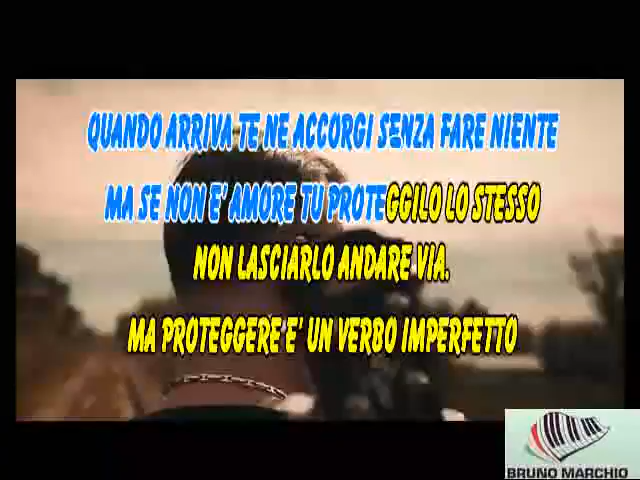 QUANDO ARRIVA TE NE ACCORGI SENZA FARE NIENTE
MA SE NON E' AMORE TU PROTEGGILO LO STESSO
NON LASCIARLO ANDARE VIA.
MA PROTEGGERE E' UN VERBO IMPERFETTO
BRUNO MARCHIO